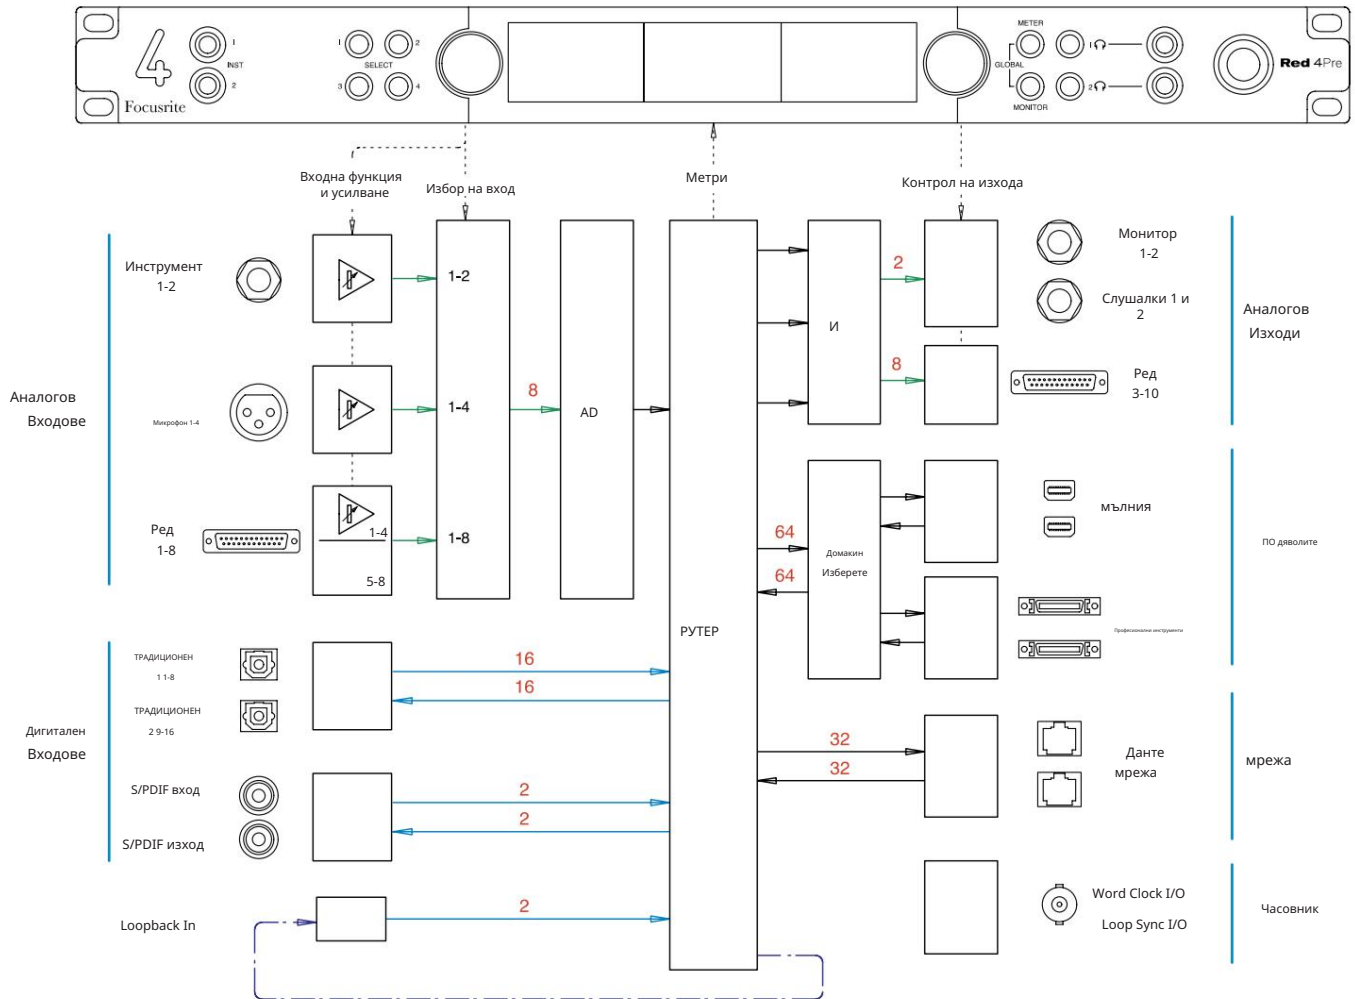 4
Focusrite
1
INST
2
1
2
SELECT
3
4
METER
1
GLOBAL
2
MONITOR
Red 4Pre
Входна функция
и усилване
Избор на вход
Метри
Контрол на изхода
Инструмент
1-2
1-2
2
Монитор
1-2
Слушалки 1 и
2
И
Аналогов
Изходи
8
Ред
3-10
Аналогов
Входове
Микрофон 1-4
1-4
8
AD
Ред
1-8
1-4
5-8
1-8
64
64
Домакин
Изберете
мълния
ПО дяволите
Професионални инструменти
РУТЕР
ТРАДИЦИОНЕН
1 1-8
ТРАДИЦИОНЕН
2 9-16
16
16
Дигитален
Входове
32
32
Данте
мрежа
мрежа
S/PDIF вход
S/PDIF изход
2
2
Loopback In
2
Word Clock I/O
Loop Sync I/O
Часовник